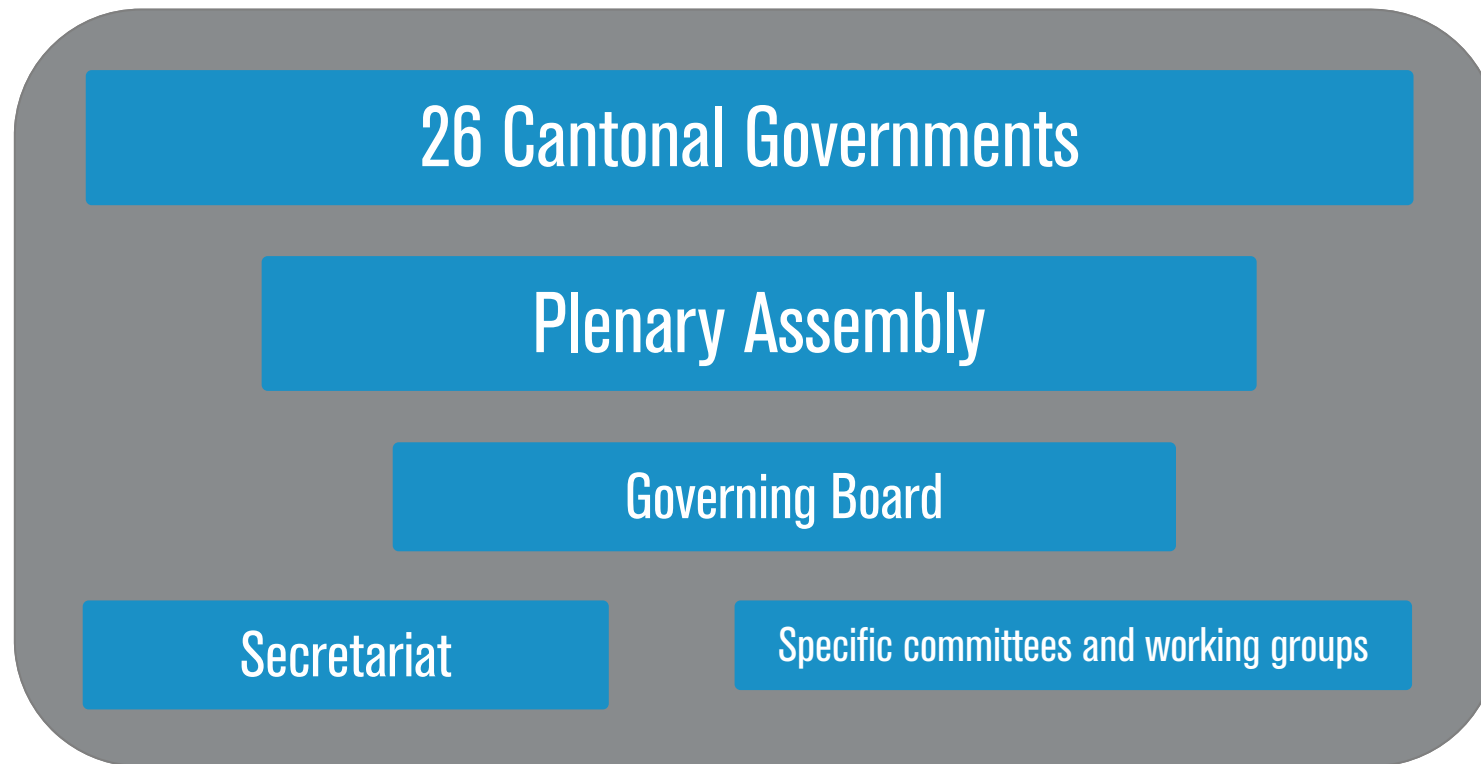 26 Cantonal Governments
Plenary Assembly
Governing Board
Secretariat
Specific committees and working groups